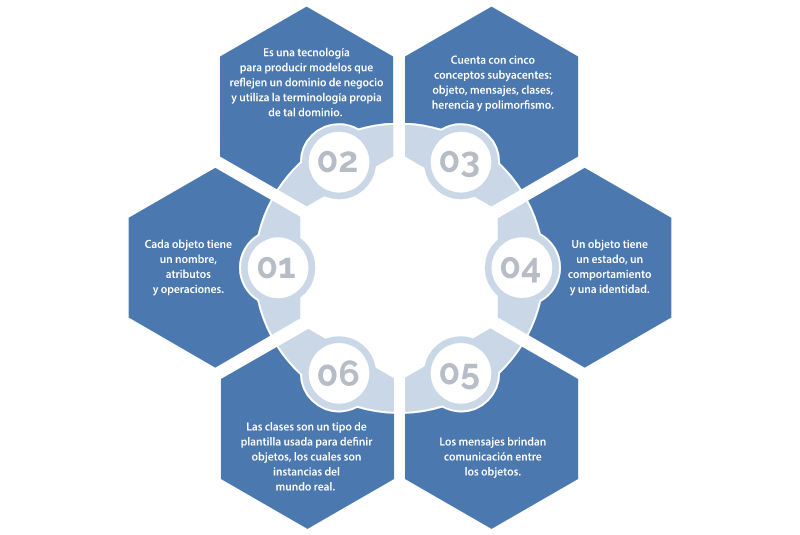 01
Cada objeto tiene
un nombre,
atributos
y operaciones.
02
Es una tecnología
para producir modelos que
reflejen un dominio de negocio
y utiliza la terminología propia
de tal dominio.
03
Cuenta con cinco
conceptos subyacentes:
objeto, mensajes, clases,
herencia y polimorfismo.
04
Un objeto tiene
un estado, un
comportamiento
y una identidad.
05
Los mensajes brindan
comunicación entre
los objetos.
06
Las clases son un tipo de
plantilla usada para definir
objetos, los cuales son
instancias del
mundo real.